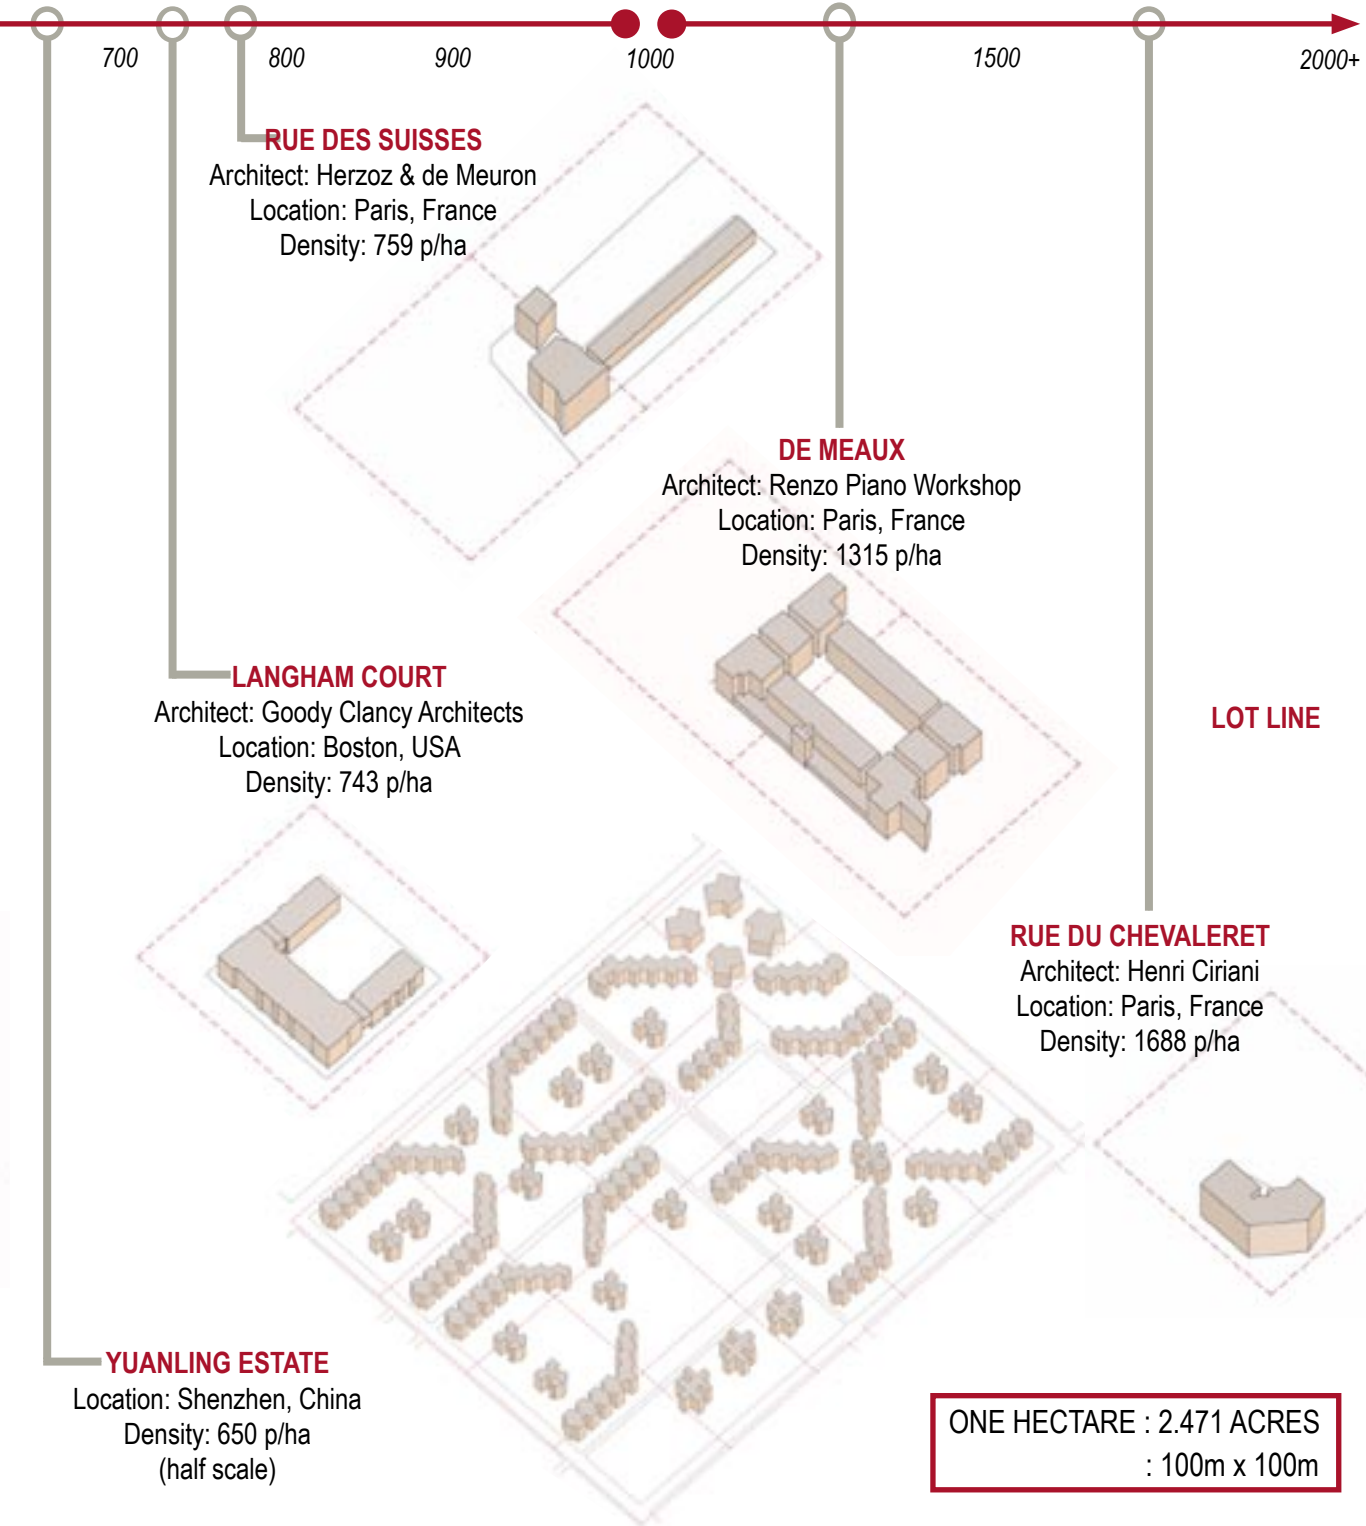 700 800 900 1000 1500 2000+
RUE DES SUISSES
Architect: Herzoz & de Meuron
Location: Paris, France
Density: 759 p/ha
DE MEAUX
Architect: Renzo Piano Workshop
Location: Paris, France
Density: 1315 p/ha
LANGHAM COURT
Architect: Goody Clancy Architects
Location: Boston, USA
Density: 743 p/ha
LOT LINE
RUE DU CHEVALERET
Architect: Henri Ciriani
Location: Paris, France
Density: 1688 p/ha
YUANLING ESTATE
Location: Shenzhen, China
Density: 650 p/ha
(half scale)
ONE HECTARE : 2.471 ACRES
: 100m x 100m